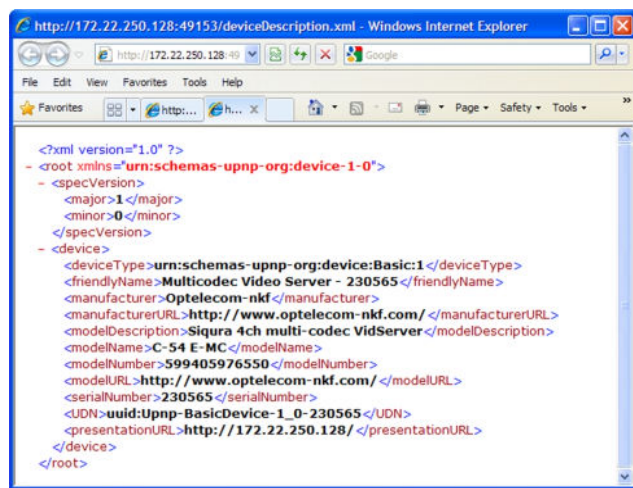 http://172.22.250.128:49153/deviceDescription.xml - Windows Internet Explorer
http://172.22.250.128:49
Google
File Edit View Favorites Tools Help
Favorites
http:...
h...
Page
Safety
Tools
»
<?xml version="1.0" ?>
- <root xmlns="urn:schemas-upnp-org:device-1-0">
- <specVersion>
<major>1</major>
<minor>0</minor>
</specVersion>
- <device>
<deviceType>urn:schemas-upnp-org:device:Basic:1</deviceType>
<friendlyName>Multicodec Video Server - 230565</friendlyName>
<manufacturer>Optelecom-nkf</manufacturer>
<manufacturerURL>http://www.optelecom-nkf.com/</manufacturerURL>
<modelDescription>Siqura 4ch multi-codec VidServer</modelDescription>
<modelName>C-54 E-MC</modelName>
<modelNumber>599405976550</modelNumber>
<modelURL>http://www.optelecom-nkf.com/</modelURL>
<serialNumber>230565</serialNumber>
<UDN>uuid:Upnp-BasicDevice-1_0-230565</UDN>
<presentationURL>http://172.22.250.128/</presentationURL>
</device>
</root>